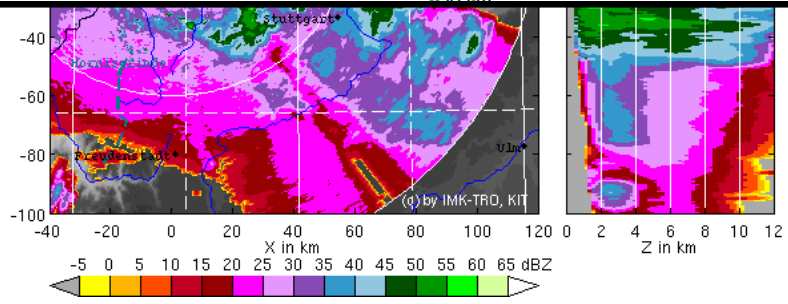 Stuttgart
-40
Hornisgrinde
-60
-80
Freudenstadt
Ulm
-100
(c) by IMK-TRO, KIT
-40 -20 0 20 40 60 80 100 120 0 2 4 6 8 10 12
X in km Z in km
-5 0 5 10 15 20 25 30 35 40 45 50 55 60 65 dBZ